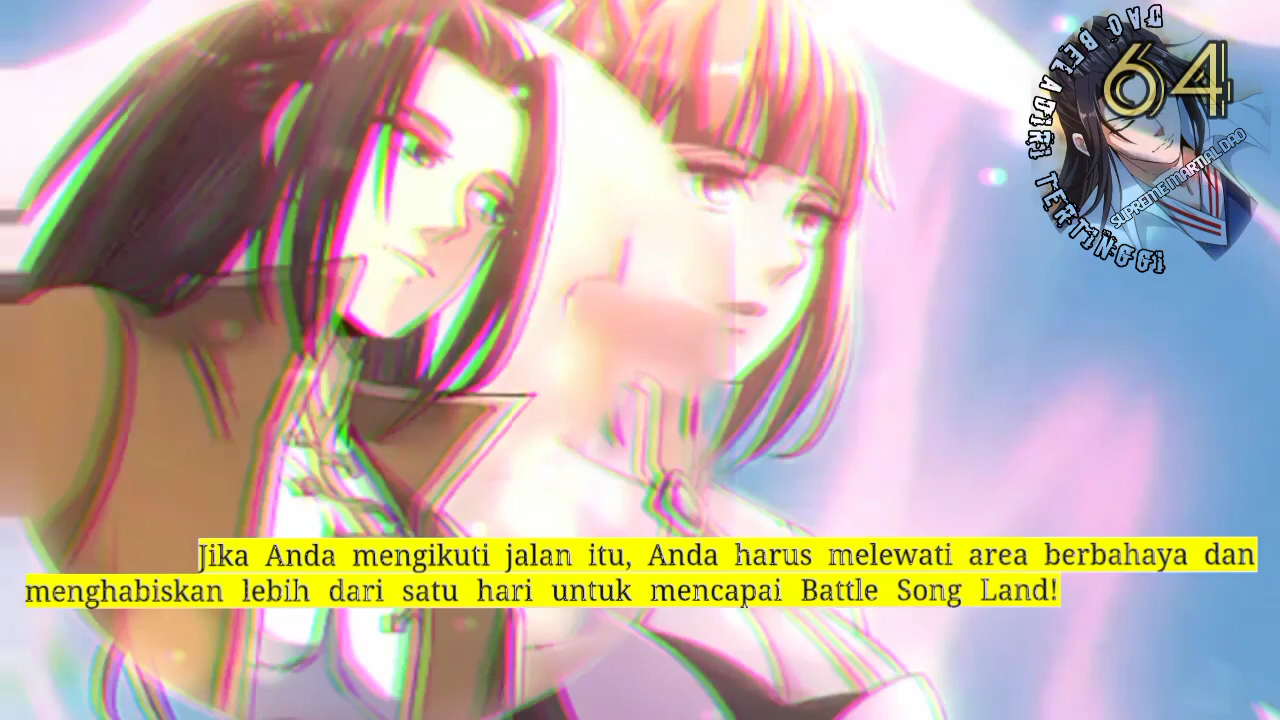 DAO BELADIRI TERTINGGI
64
SUPREME MARTIAL DAO
Jika Anda mengikuti jalan itu, Anda harus melewati area berbahaya dan
menghabiskan lebih dari satu hari untuk mencapai Battle Song Land!